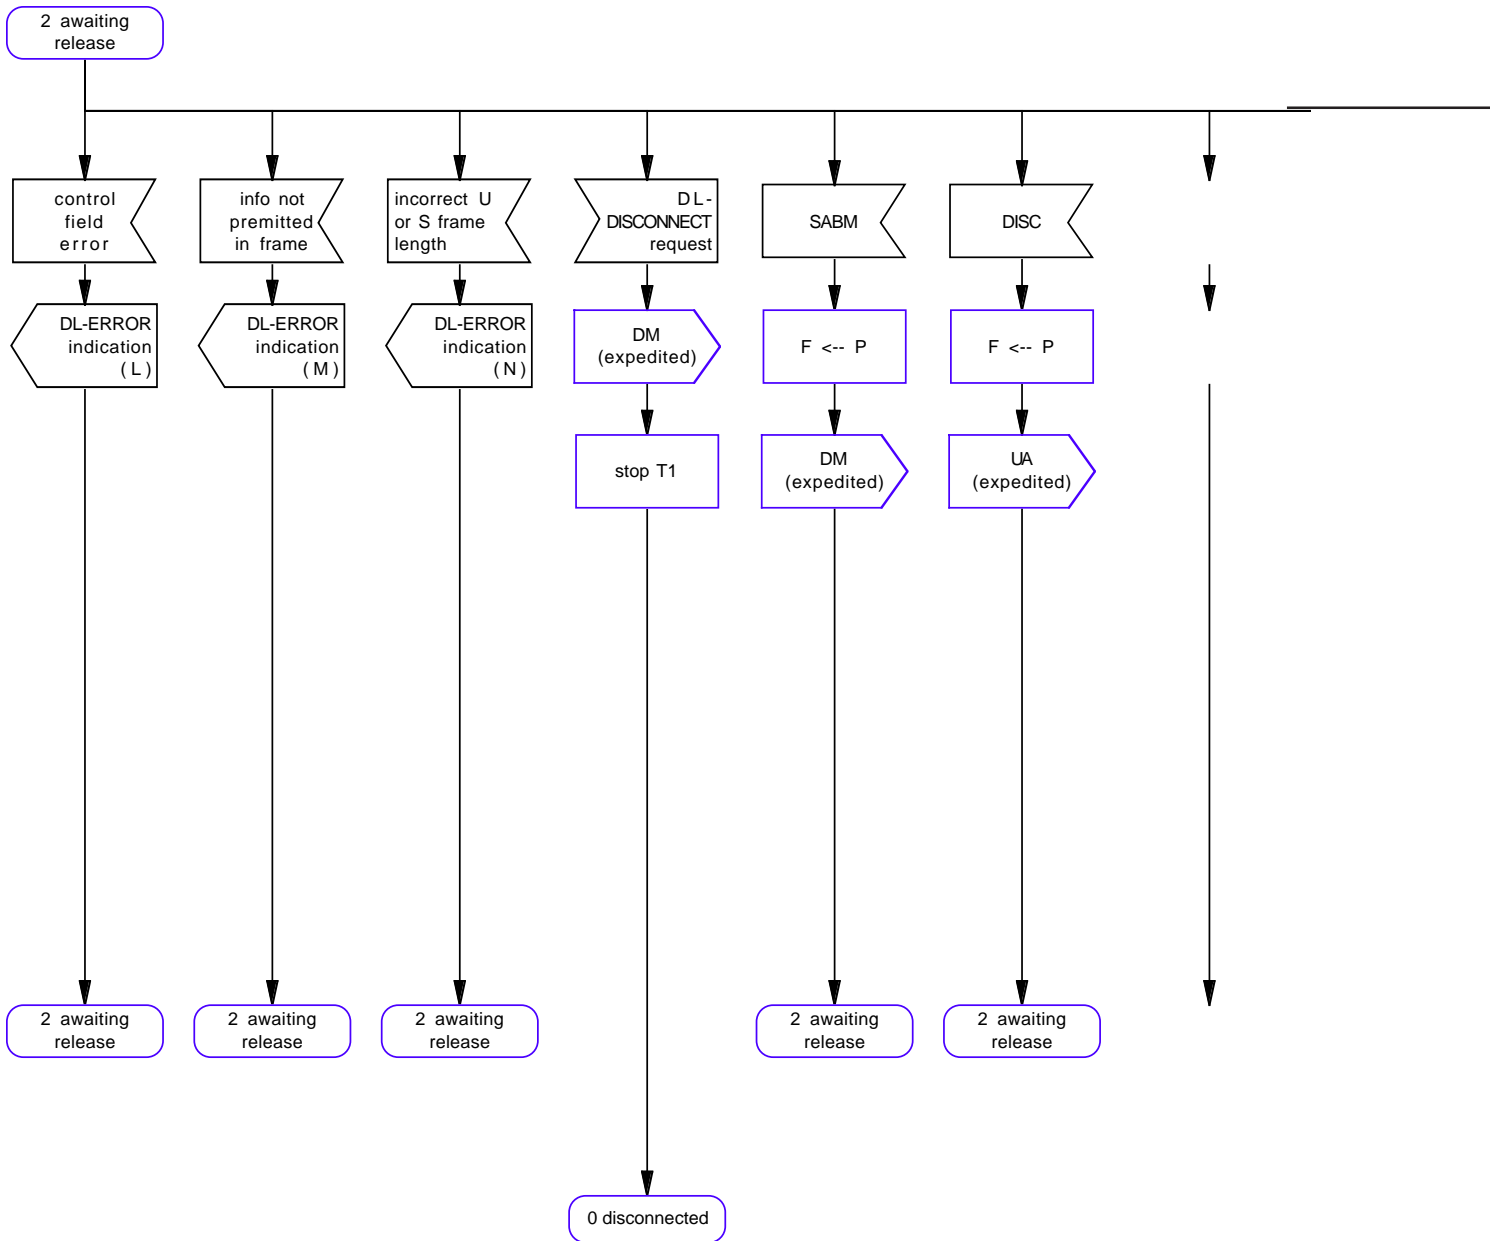 2 awaiting
release
control
field
error
info not
premitted
in frame
incorrect U
or S frame
length
DL-
DISCONNECT
request
SABM
DISC
DL-ERROR
indication
(L)
DL-ERROR
indication
(M)
DL-ERROR
indication
(N)
DM
(expedited)
F <-- P
F <-- P
stop T1
DM
(expedited)
UA
(expedited)
2 awaiting
release
2 awaiting
release
2 awaiting
release
2 awaiting
release
2 awaiting
release
0 disconnected